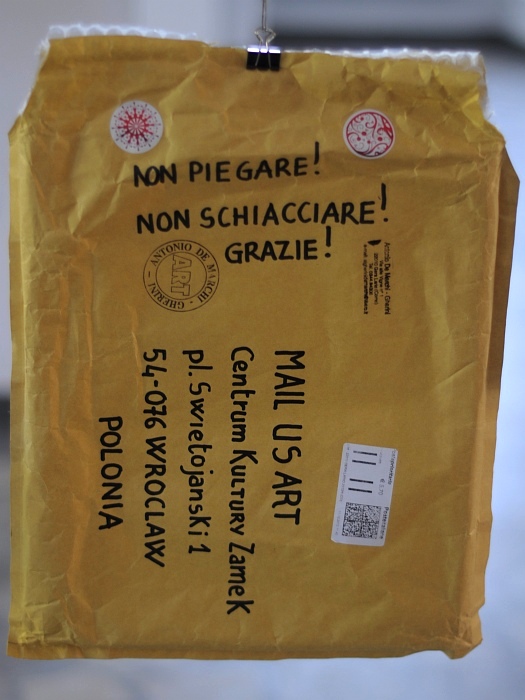 NON PIEGARE!
NON SCHIACCIARE!
GRAZIE!
ANTONIO DE MARCHI - GHERINI -
ART
MAIL US ART
Centrum Kultury Zamek
pl. Swietojanski 1
54-076 WROCLAW
POLONIA